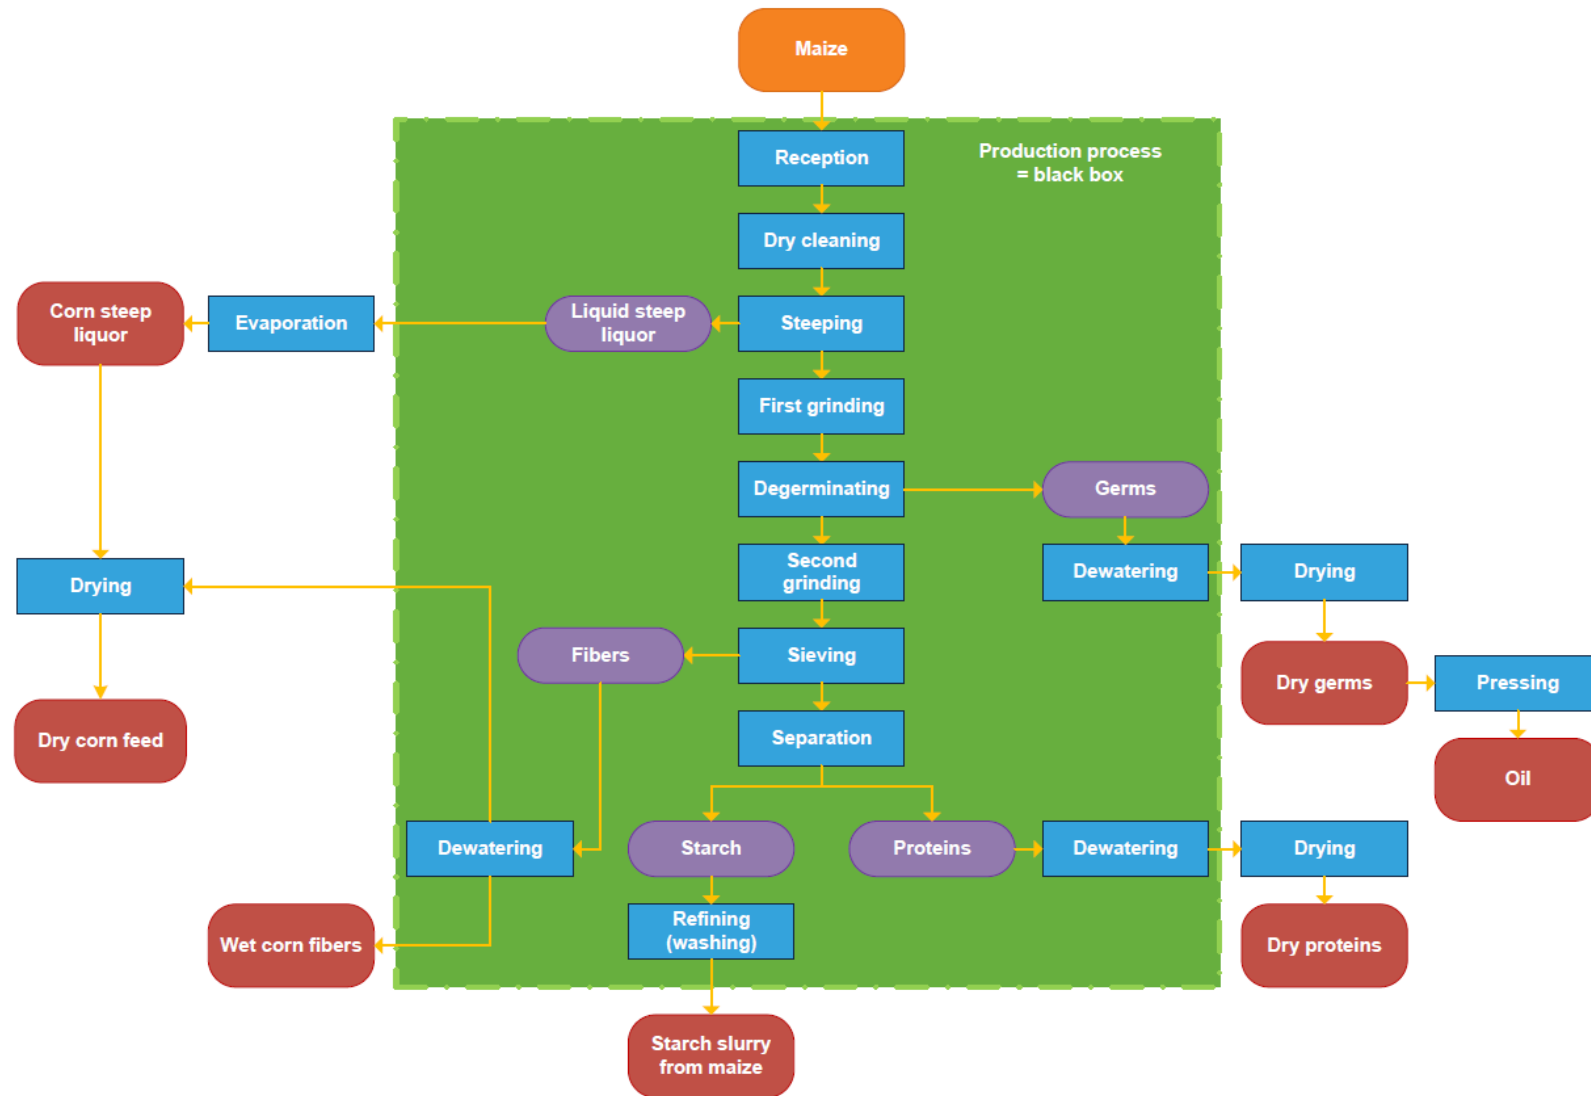 Maize
Reception
Production process
= black box
Dry cleaning
Corn steep
liquor
Evaporation
Liquid steep
liquor
Steeping
First grinding
Degerminating
Germs
Drying
Second
grinding
Dewatering
Drying
Fibers
Sieving
Dry germs
Pressing
Dry corn feed
Separation
Oil
Dewatering
Starch
Proteins
Dewatering
Drying
Wet corn fibers
Refining
(washing)
Dry proteins
Starch slurry
from maize